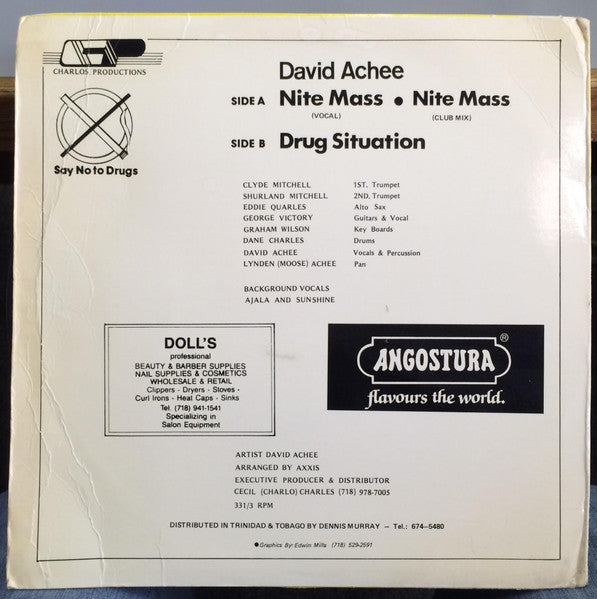 CHARLOS PRODUCTIONS
Say No to Drugs
David Achee
SIDE A Nite Mass • Nite Mass
(VOCAL) (CLUB MIX)
SIDE B Drug Situation
CLYDE MITCHELL 1ST. Trumpet
SHURLAND MITCHELL 2ND. Trumpet
EDDIE QUARLES Alto Sax
GEORGE VICTORY Guitars & Vocal
GRAHAM WILSON Key Boards
DANE CHARLES Drums
DAVID ACHEE Vocals & Percussion
LYNDEN (MOOSE) ACHEE Pan
BACKGROUND VOCALS
AJALA AND SUNSHINE
DOLL'S
professional
BEAUTY & BARBER SUPPLIES
NAIL SUPPLIES & COSMETICS
WHOLESALE & RETAIL
Clippers - Dryers - Stoves -
Curl Irons - Heat Caps - Sinks
Tel. (718) 941-1541
Specializing in
Salon Equipment
ANGOSTURA ®
flavours the world.
ARTIST DAVID ACHEE
ARRANGED BY AXXIS
EXECUTIVE PRODUCER & DISTRIBUTOR
CECIL (CHARLO) CHARLES (718) 978-7005
331/3 RPM
DISTRIBUTED IN TRINIDAD & TOBAGO BY DENNIS MURRAY – Tel.: 674–5480
●Graphics By: Edwin Mills (718) 529-2591